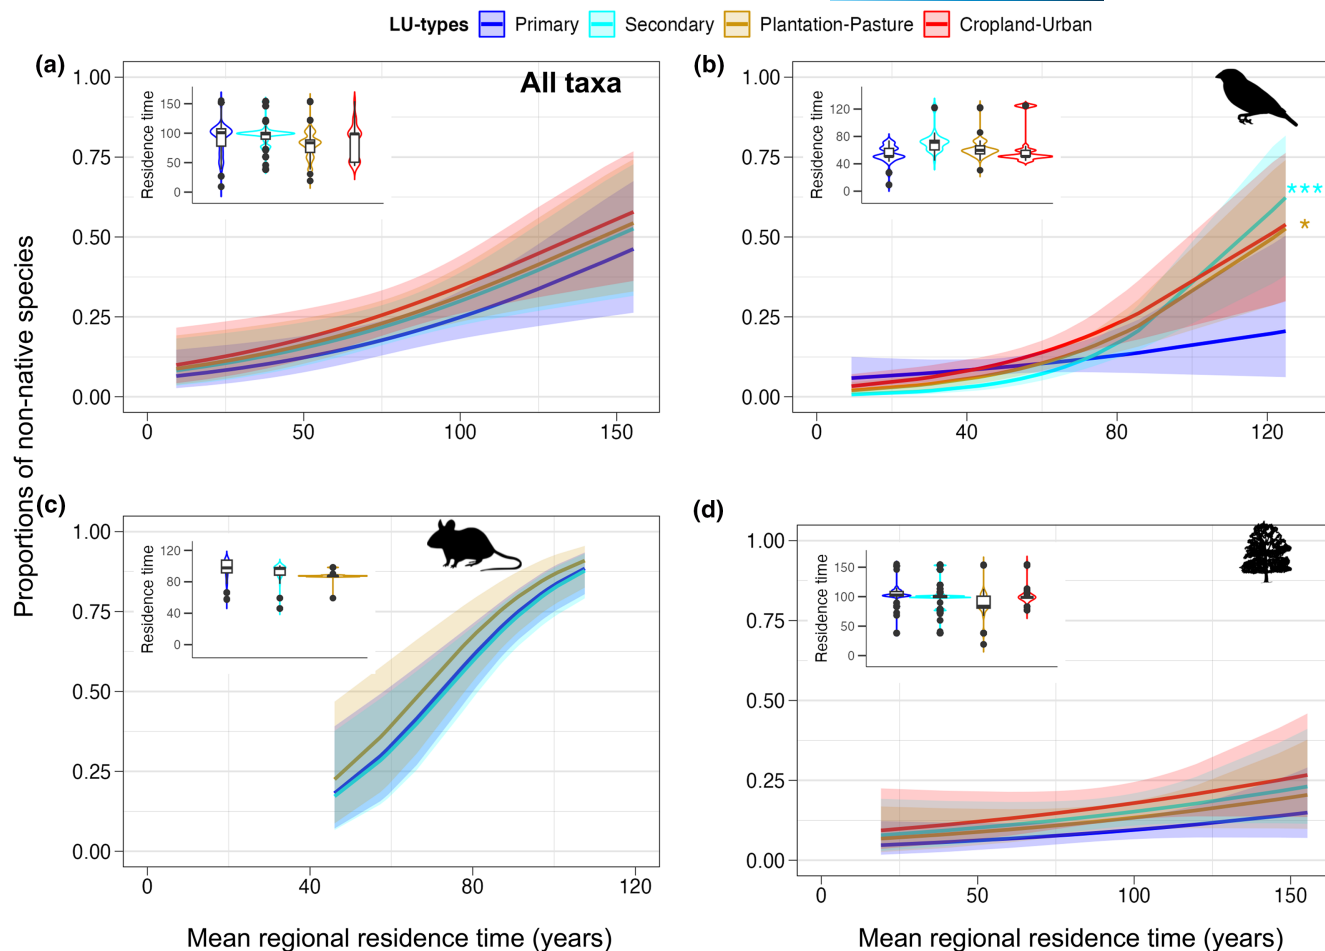 LU-types Primary Secondary Plantation-Pasture Cropland-Urban
(a)
All taxa
1.00
0.75
0.50
0.25
0.00
0 50 100 150
Residence time
150
100
50
0
(b)
1.00
0.75
0.50
0.25
0.00
0 40 80 120
Residence time
120
80
40
0
***
*
Proportions of non-native species
(c)
1.00
0.75
0.50
0.25
0.00
0 40 80 120
Residence time
120
80
40
0
Mean regional residence time (years)
(d)
1.00
0.75
0.50
0.25
0.00
0 50 100 150
Residence time
150
100
50
0
Mean regional residence time (years)